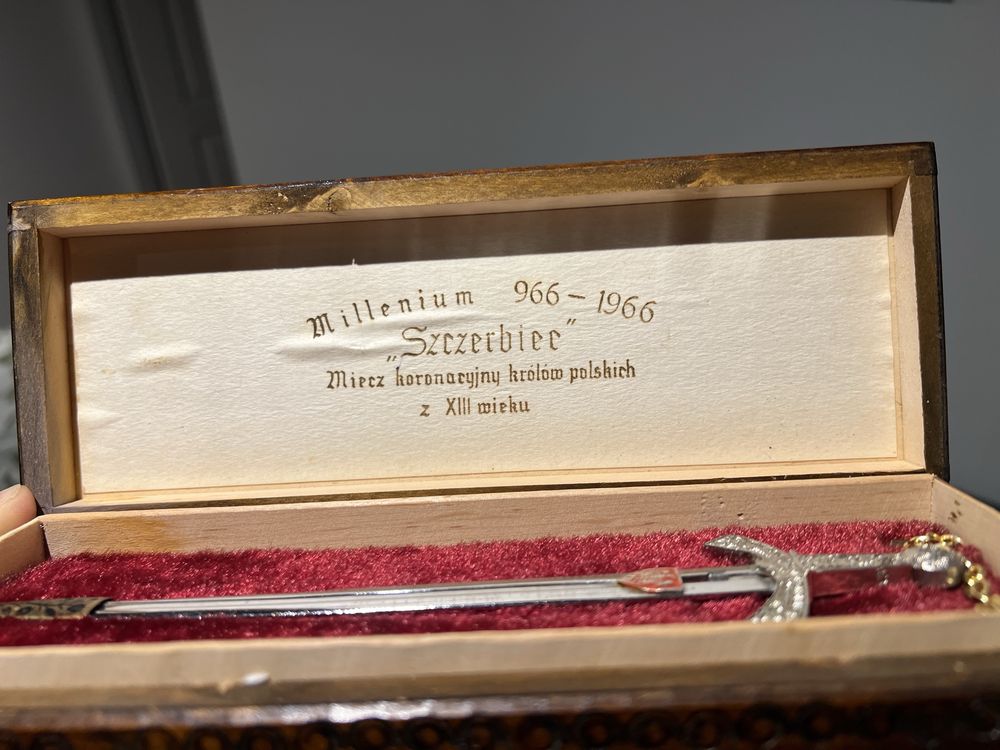 Millenium 966 – 1966
„Szczerbiec”
Miecz koronacyjny królów polskich
z XIII wieku